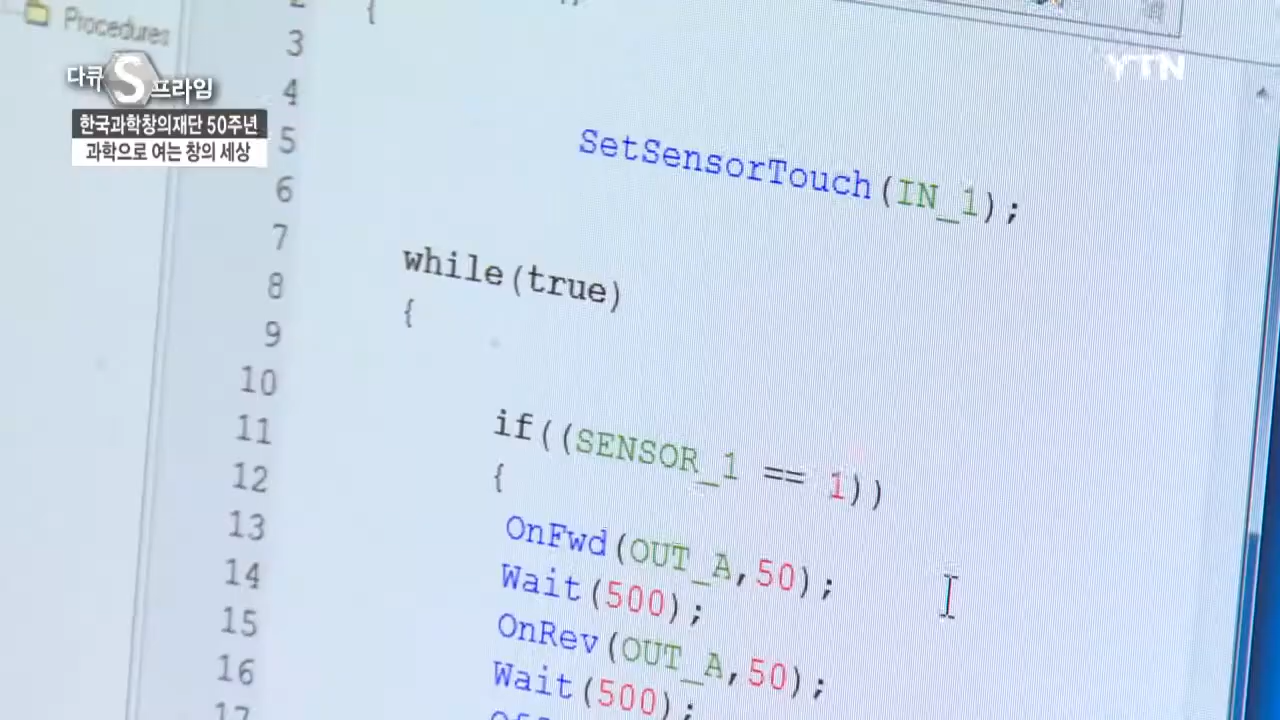 Procedures
다큐 S 프라임
한국과학창의재단 50주년
과학으로 여는 창의 세상
YTN
{
3
4
5 SetSensorTouch(IN_1);
6
7 while(true)
8 {
9
10 if((SENSOR_1 == 1))
11 {
12 OnFwd(OUT_A,50);
13 Wait(500);
14 OnRev(OUT_A,50);
15 Wait(500);
16
17